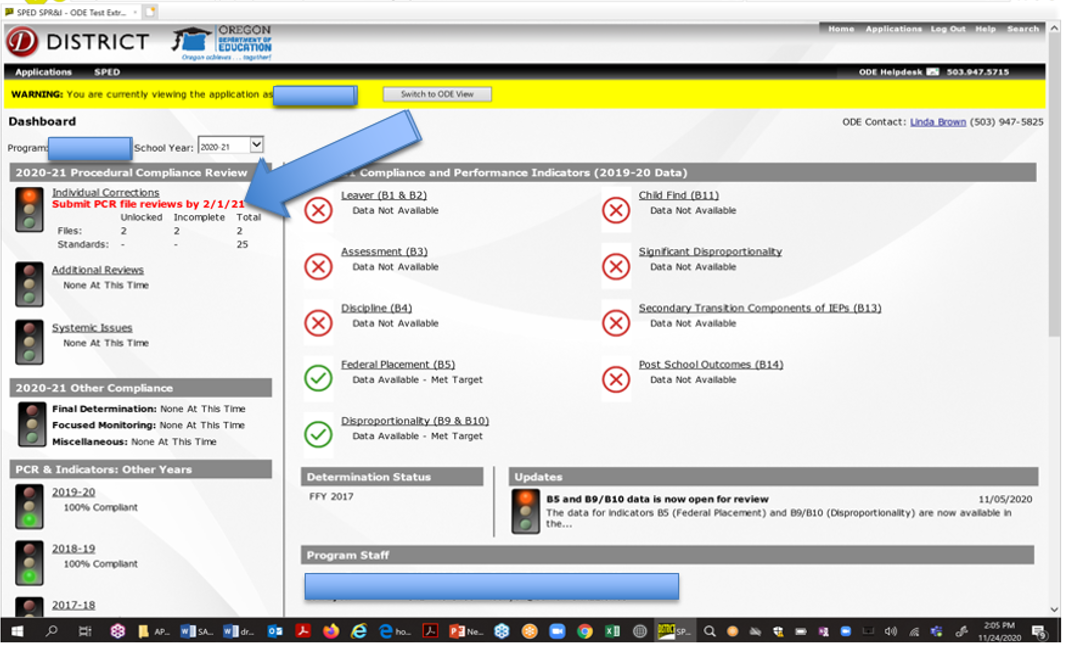 SPED SPR&I - ODE Test Extr...
DISTRICT
OREGON
DEPARTMENT OF
EDUCATION
Oregon achieves . . . together!
Home Applications Log Out Help Search
Applications SPED
ODE Helpdesk 503.947.5715
WARNING: You are currently viewing the application as
Switch to ODE View
Dashboard
ODE Contact: Linda Brown (503) 947-5825
Program: School Year: 2020-21
2020-21 Procedural Compliance Review
Individual Corrections
Submit PCR file reviews by 2/1/21
Unlocked Incomplete Total
Files: 2 2 2
Standards: - - 25
Additional Reviews
None At This Time
Systemic Issues
None At This Time
2020-21 Other Compliance
Final Determination: None At This Time
Focused Monitoring: None At This Time
Miscellaneous: None At This Time
PCR & Indicators: Other Years
2019-20
100% Compliant
2018-19
100% Compliant
2017-18
Compliance and Performance Indicators (2019-20 Data)
Leaver (B1 & B2)
Data Not Available
Child Find (B11)
Data Not Available
Assessment (B3)
Data Not Available
Significant Disproportionality
Data Not Available
Discipline (B4)
Data Not Available
Secondary Transition Components of IEPs (B13)
Data Not Available
Federal Placement (B5)
Data Available - Met Target
Post School Outcomes (B14)
Data Not Available
Disproportionality (B9 & B10)
Data Available - Met Target
Determination Status
FFY 2017
Updates
B5 and B9/B10 data is now open for review 11/05/2020
The data for indicators B5 (Federal Placement) and B9/B10 (Disproportionality) are now available in
the...
Program Staff
AP... SA... dr... ho... Ne... SP...
2:05 PM
11/24/2020